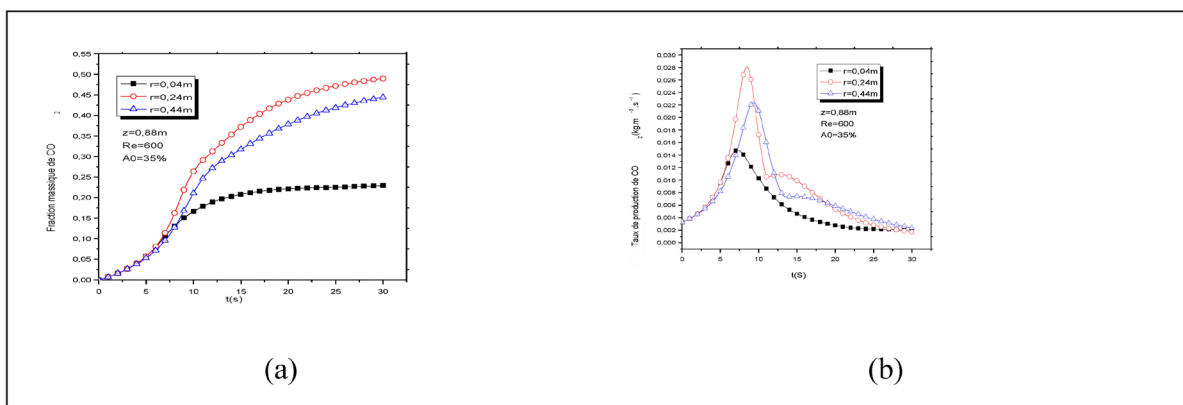 0,55
0,50
0,45
0,40
0,35
0,30
0,25
0,20
0,15
0,10
0,05
0,00
Fraction massique de CO
2
r=0,04m
r=0,24m
r=0,44m
z=0,88m
Re=600
A0=35%
0 5 10 15 20 25 30
t(s)
(a)
0,030
0,028
0,026
0,024
0,022
0,020
0,018
0,016
0,014
0,012
0,010
0,008
0,006
0,004
0,002
0,000
Taux de production de CO2(kg.m⁻³.s⁻¹)
r=0,04m
r=0,24m
r=0,44m
z=0,88m
Re=600
A0=35%
0 5 10 15 20 25 30
t(S)
(b)